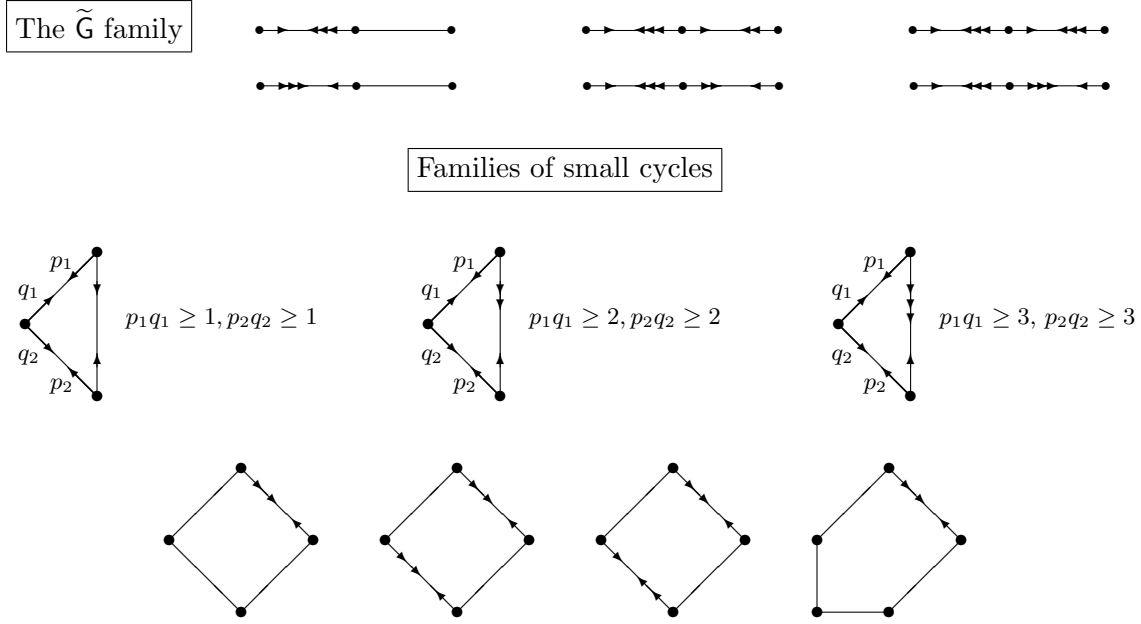 The G̃ family
Families of small cycles
p₁
q₁
q₂
p₂
p₁q₁ ≥ 1, p₂q₂ ≥ 1
p₁
q₁
q₂
p₂
p₁q₁ ≥ 2, p₂q₂ ≥ 2
p₁
q₁
q₂
p₂
p₁q₁ ≥ 3, p₂q₂ ≥ 3